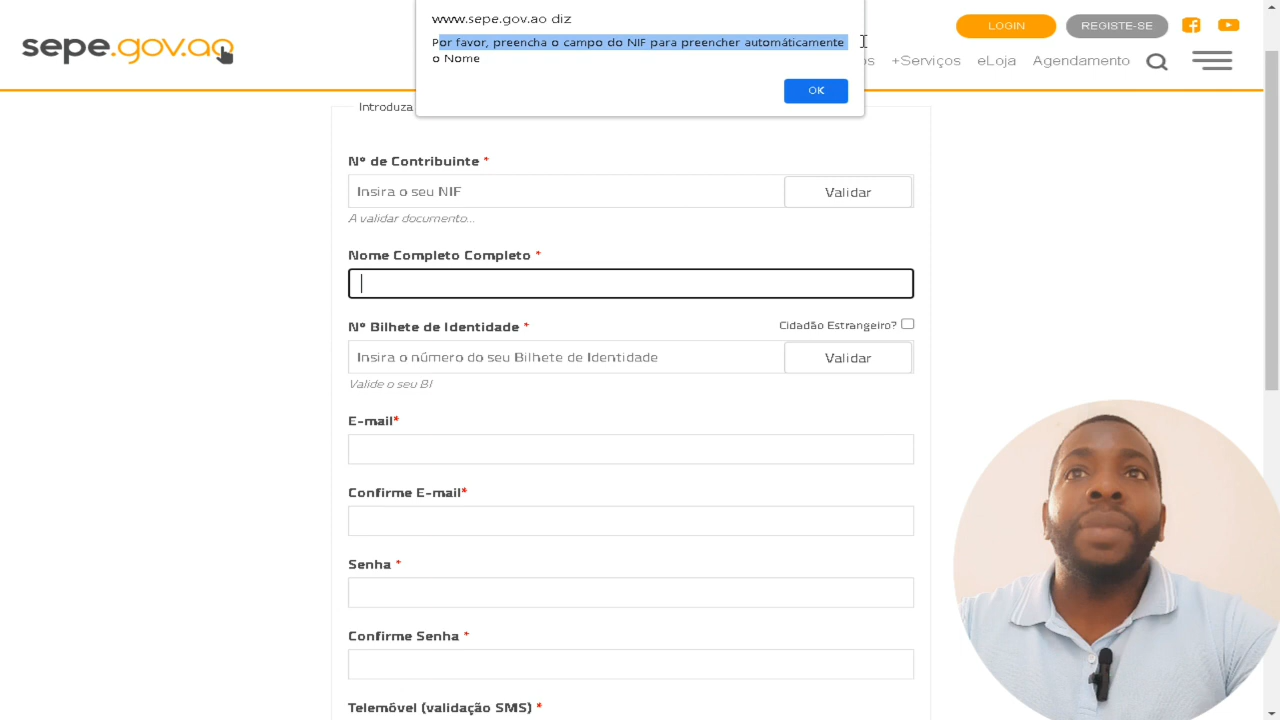 www.sepe.gov.ao diz
Por favor, preencha o campo do NIF para preencher automáticamente
o Nome
OK
sepe.gov.ao
LOGIN
REGISTE-SE
os +Serviços eLoja Agendamento
Introduza
Nº de Contribuinte *
Insira o seu NIF
Validar
A validar documento...
Nome Completo Completo *
Nº Bilhete de Identidade *
Cidadão Estrangeiro?
Insira o número do seu Bilhete de Identidade
Validar
Valide o seu BI
E-mail*
Confirme E-mail*
Senha *
Confirme Senha *
Telemóvel (validação SMS) *